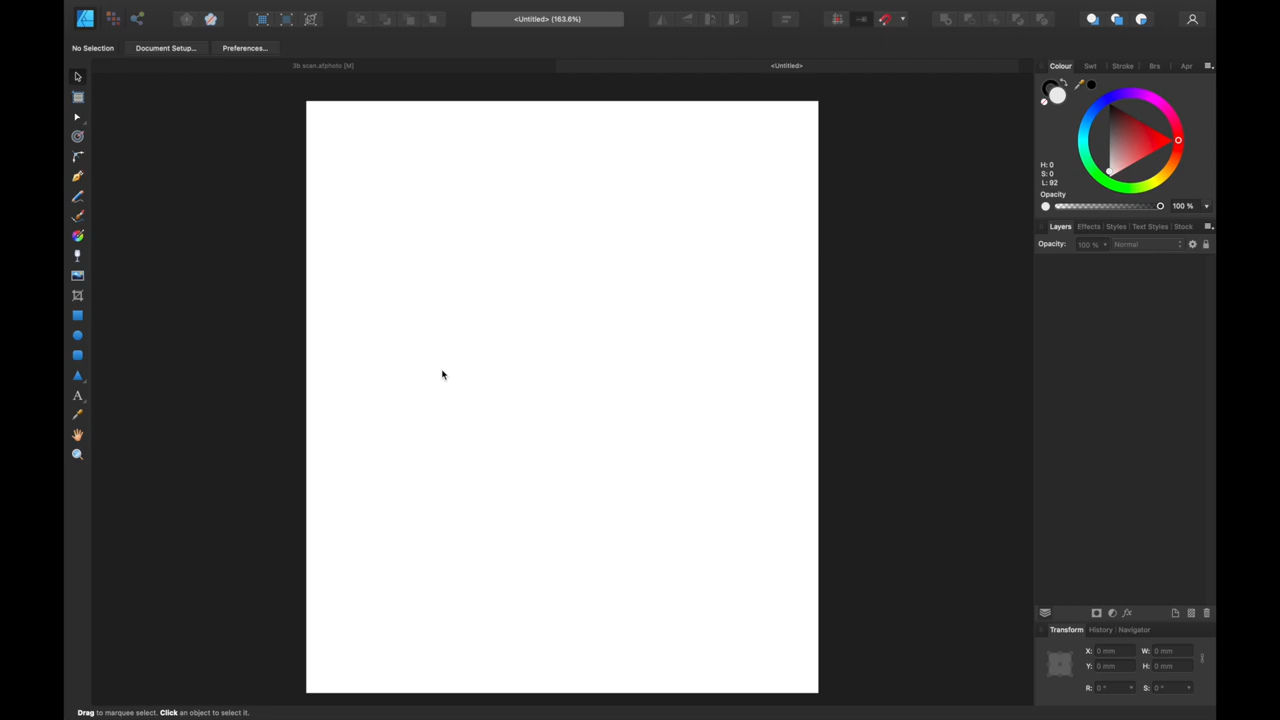 <Untitled> (163.6%)
No Selection Document Setup... Preferences...
3b scan.afphoto [M] <Untitled>
Colour Swt Stroke Brs Apr
H: 0
S: 0
L: 92
Opacity
100 %
Layers Effects Styles Text Styles Stock
Opacity: 100 % Normal
A
fx
Transform History Navigator
X: 0 mm W: 0 mm
Y: 0 mm H: 0 mm
R: 0 ° S: 0 °
Drag to marquee select. Click an object to select it.